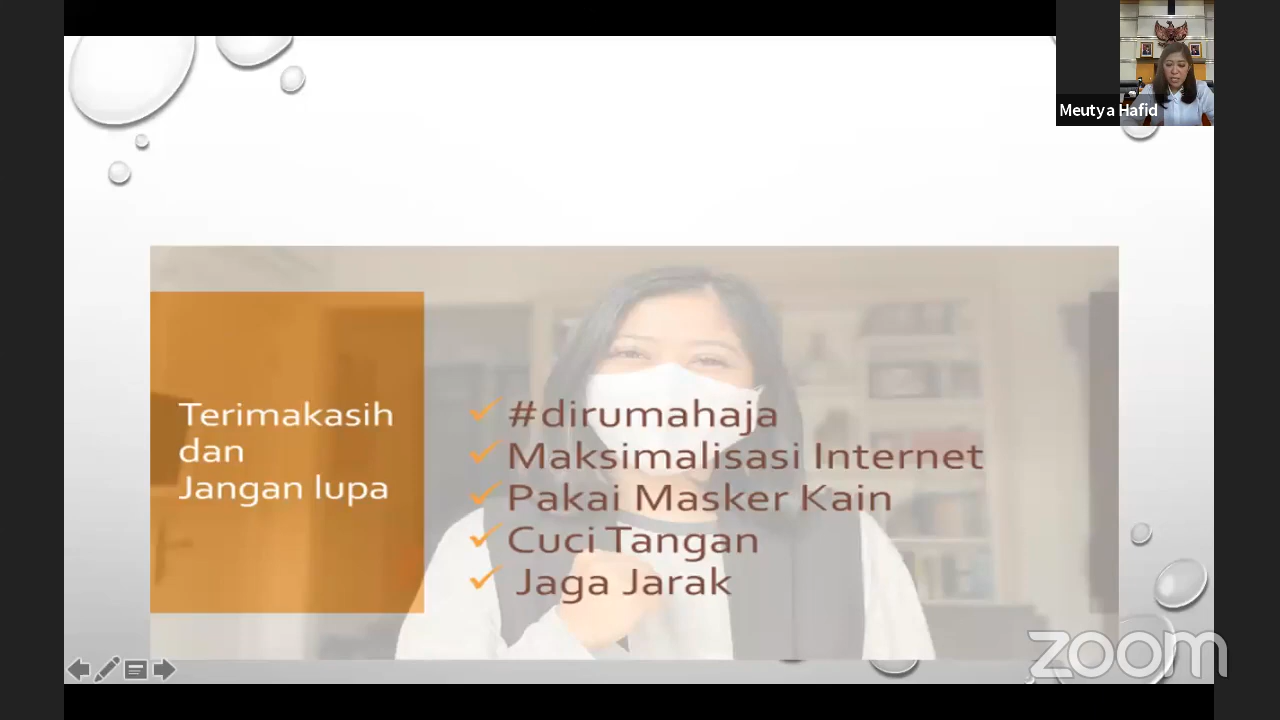 Meutya Hafid
Terimakasih
dan
Jangan lupa
#dirumahaja
Maksimalisasi Internet
Pakai Masker Kain
Cuci Tangan
Jaga Jarak
zoom